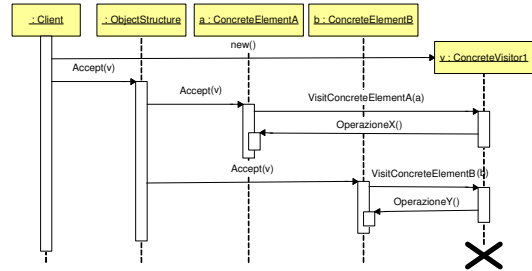 : Client
: ObjectStructure
a : ConcreteElementA
b : ConcreteElementB
new()
v : ConcreteVisitor1
Accept(v)
Accept(v)
VisitConcreteElementA(a)
OperazioneX()
Accept(v)
VisitConcreteElementB(b)
OperazioneY()